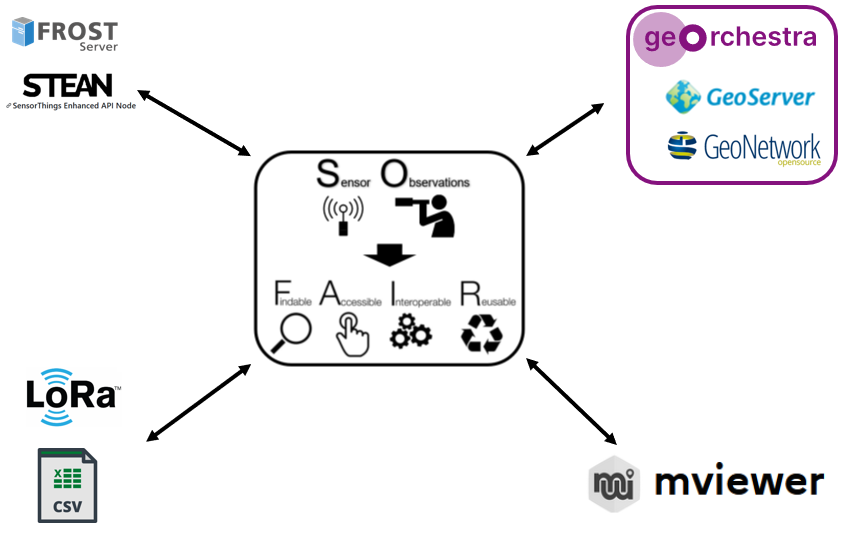 FROST
Server
STEAN
SensorThings Enhanced API Node
geOrchestra
GeoServer
GeoNetwork
opensource
Sensor Observations
Findable Accessible Interoperable Reusable
LoRa™
CSV
mviewer